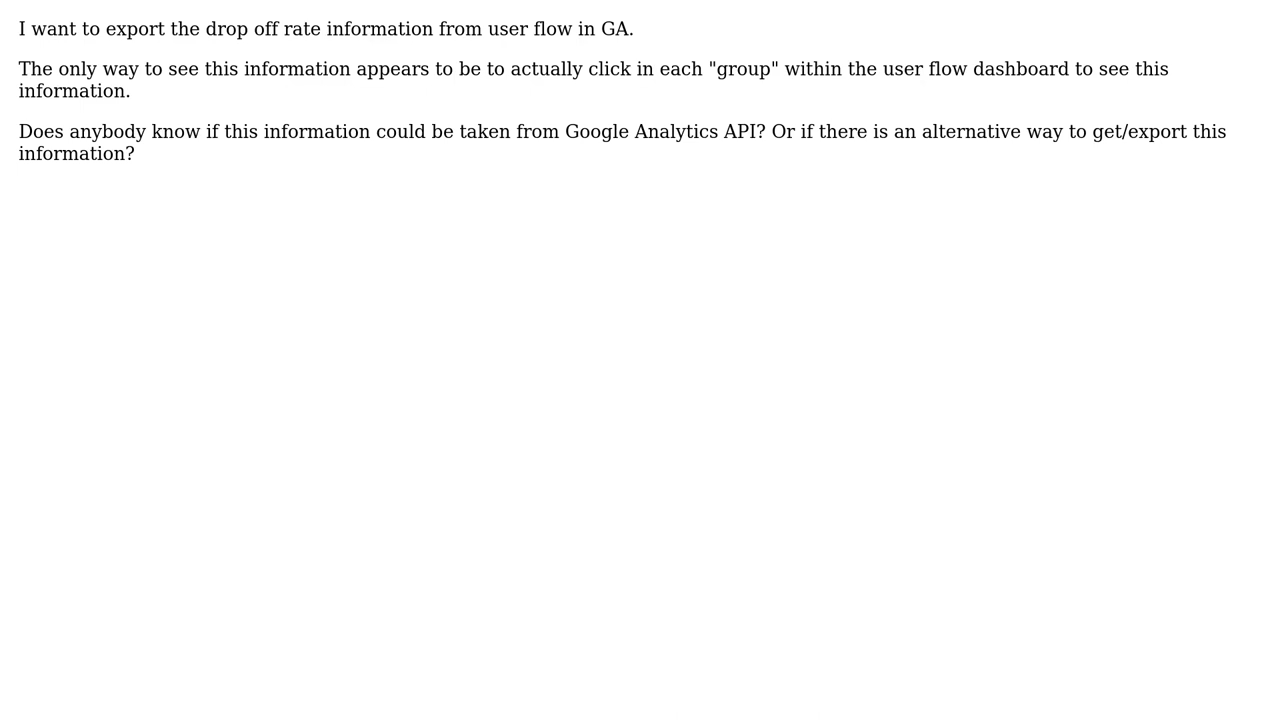 I want to export the drop off rate information from user flow in GA.
The only way to see this information appears to be to actually click in each "group" within the user flow dashboard to see this
information.
Does anybody know if this information could be taken from Google Analytics API? Or if there is an alternative way to get/export this
information?